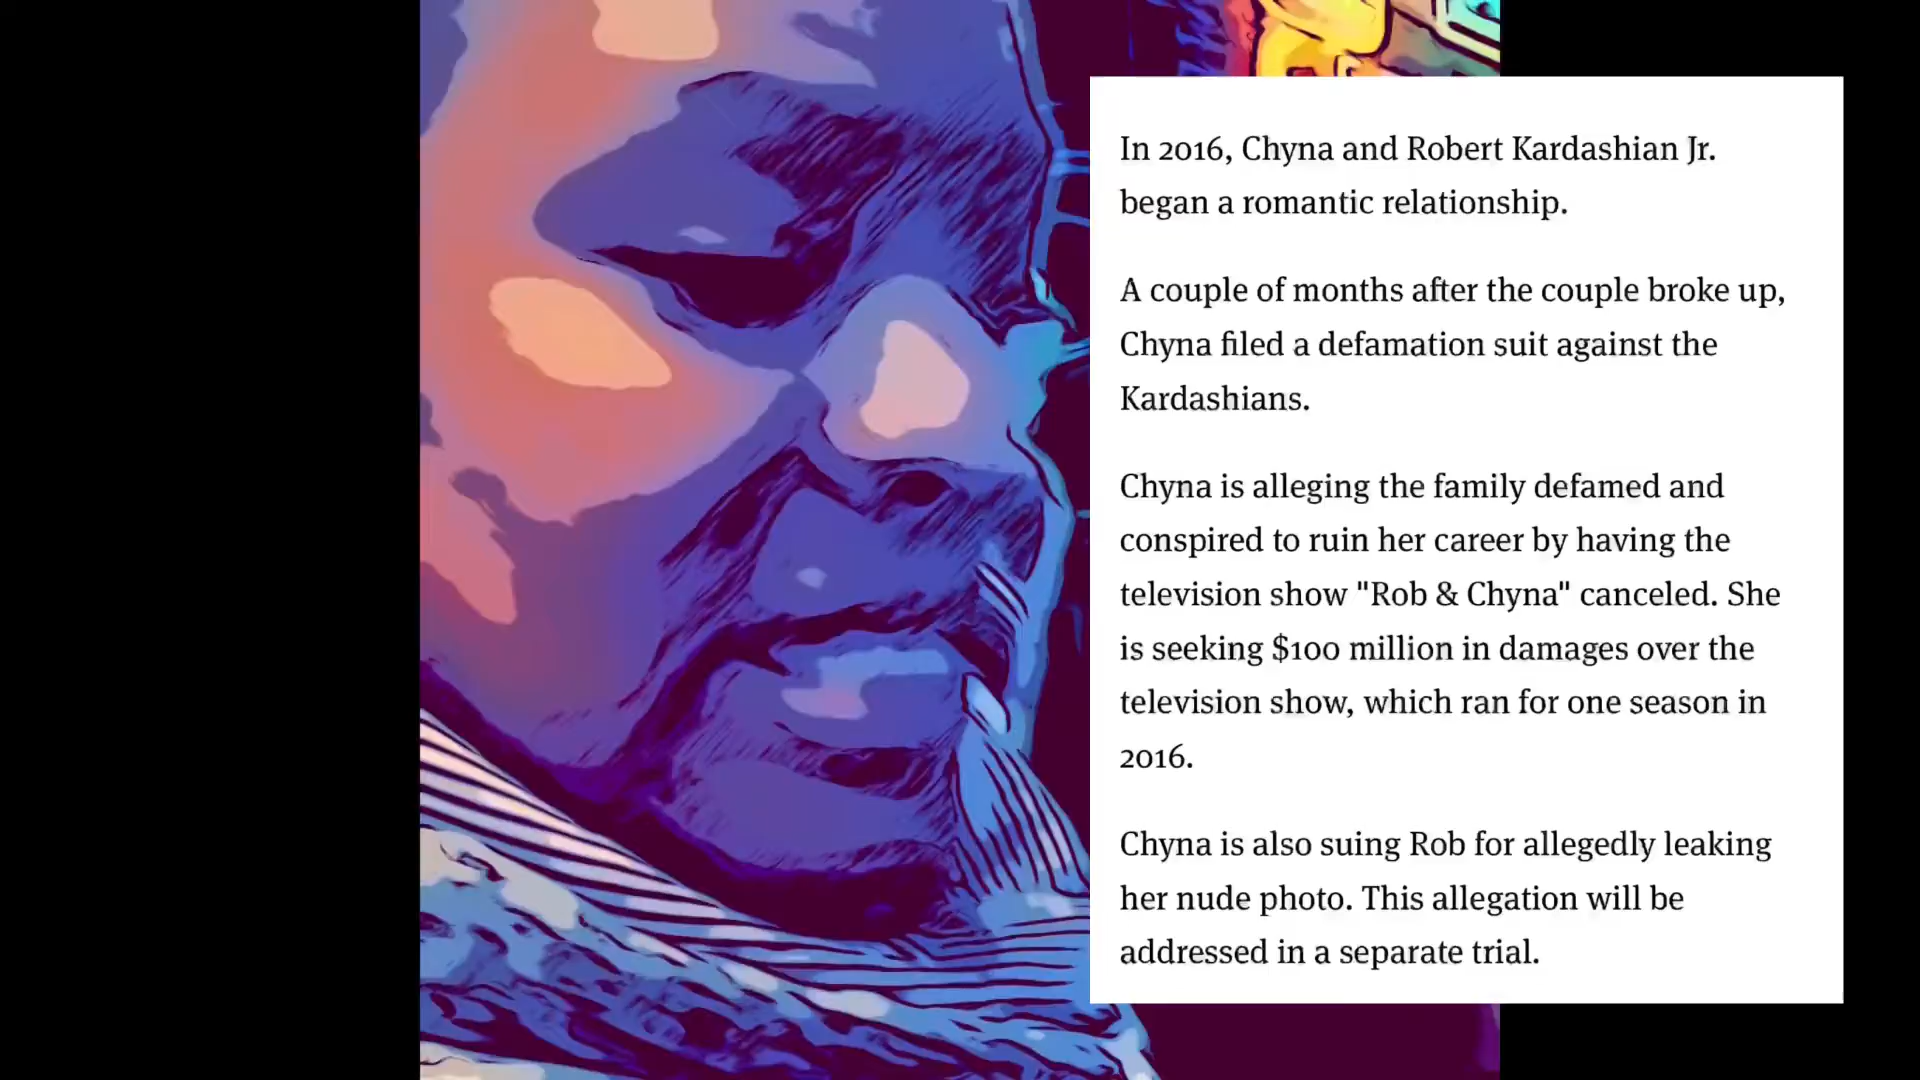 In 2016, Chyna and Robert Kardashian Jr.
began a romantic relationship.
A couple of months after the couple broke up,
Chyna filed a defamation suit against the
Kardashians.
Chyna is alleging the family defamed and
conspired to ruin her career by having the
television show "Rob & Chyna" canceled. She
is seeking $100 million in damages over the
television show, which ran for one season in
2016.
Chyna is also suing Rob for allegedly leaking
her nude photo. This allegation will be
addressed in a separate trial.